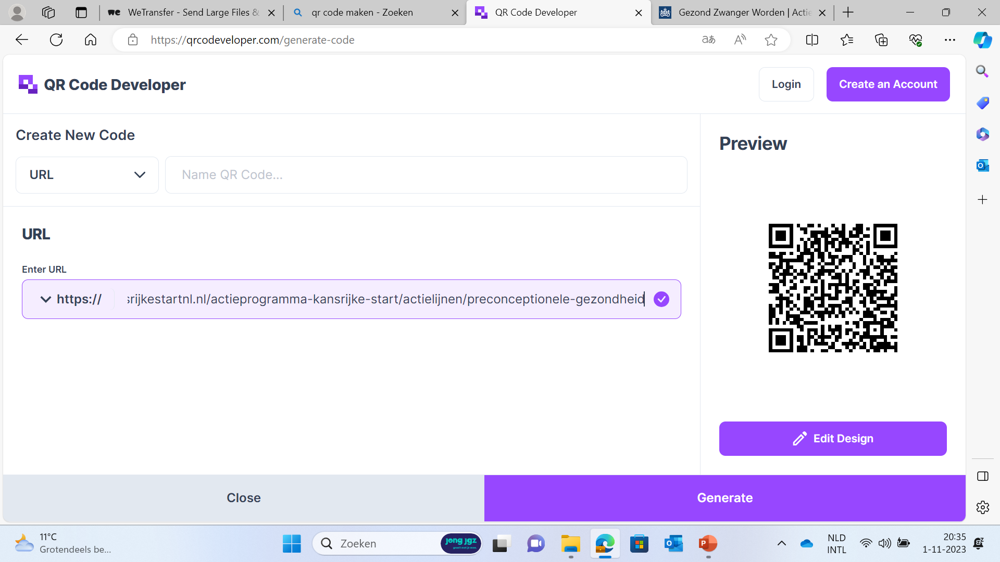 WeTransfer - Send Large Files &
qr code maken - Zoeken
QR Code Developer
Gezond Zwanger Worden | Actie
https://qrcodeveloper.com/generate-code
QR Code Developer
Login
Create an Account
Create New Code
URL
Name QR Code...
Preview
URL
Enter URL
https://
srijkestartnl.nl/actieprogramma-kansrijke-start/actielijnen/preconceptionele-gezondheid
Edit Design
Close
Generate
11°C
Grotendeels be...
Zoeken
jong jgz
NLD
INTL
20:35
1-11-2023